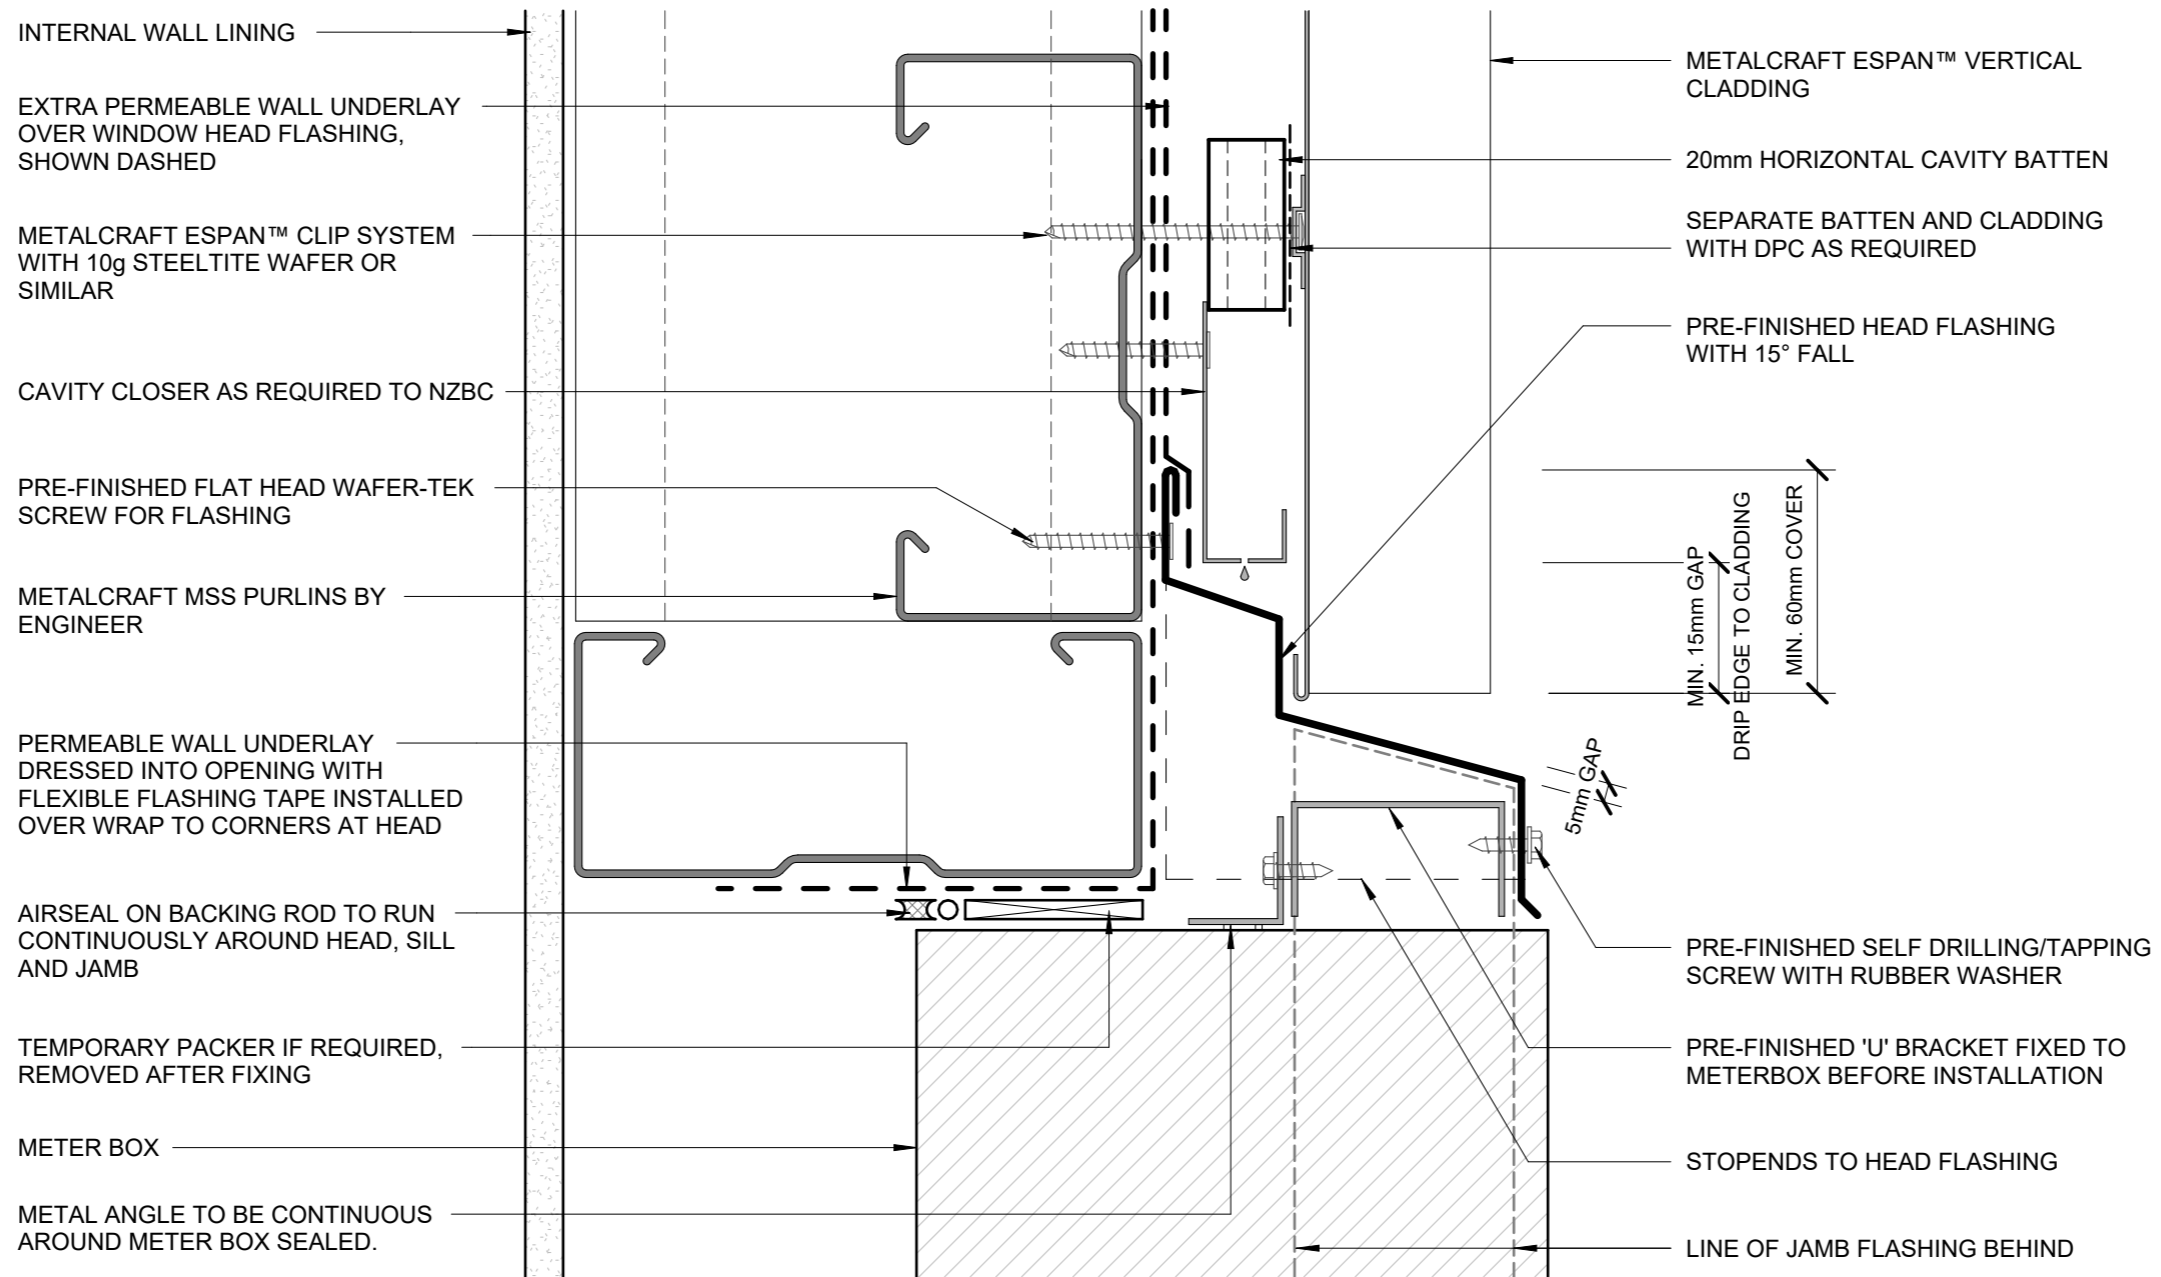 INTERNAL WALL LINING
EXTRA PERMEABLE WALL UNDERLAY
OVER WINDOW HEAD FLASHING,
SHOWN DASHED
METALCRAFT ESPAN™ CLIP SYSTEM
WITH 10g STEELTITE WAFER OR
SIMILAR
CAVITY CLOSER AS REQUIRED TO NZBC
PRE-FINISHED FLAT HEAD WAFER-TEK
SCREW FOR FLASHING
METALCRAFT MSS PURLINS BY
ENGINEER
PERMEABLE WALL UNDERLAY
DRESSED INTO OPENING WITH
FLEXIBLE FLASHING TAPE INSTALLED
OVER WRAP TO CORNERS AT HEAD
AIRSEAL ON BACKING ROD TO RUN
CONTINUOUSLY AROUND HEAD, SILL
AND JAMB
TEMPORARY PACKER IF REQUIRED,
REMOVED AFTER FIXING
METER BOX
METAL ANGLE TO BE CONTINUOUS
AROUND METER BOX SEALED.
METALCRAFT ESPAN™ VERTICAL
CLADDING
20mm HORIZONTAL CAVITY BATTEN
SEPARATE BATTEN AND CLADDING
WITH DPC AS REQUIRED
PRE-FINISHED HEAD FLASHING
WITH 15° FALL
MIN. 15mm GAP
DRIP EDGE TO CLADDING
MIN. 60mm COVER
5mm GAP
PRE-FINISHED SELF DRILLING/TAPPING
SCREW WITH RUBBER WASHER
PRE-FINISHED 'U' BRACKET FIXED TO
METERBOX BEFORE INSTALLATION
STOPENDS TO HEAD FLASHING
LINE OF JAMB FLASHING BEHIND